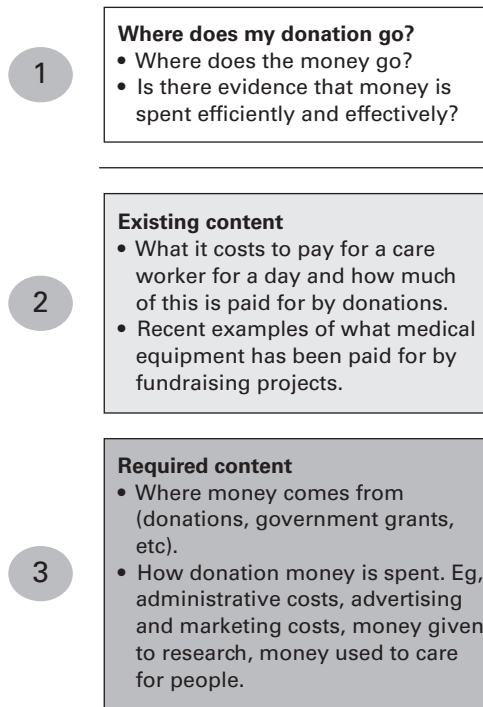 1
Where does my donation go?
• Where does the money go?
• Is there evidence that money is
spent efficiently and effectively?
2
Existing content
• What it costs to pay for a care
worker for a day and how much
of this is paid for by donations.
• Recent examples of what medical
equipment has been paid for by
fundraising projects.
3
Required content
• Where money comes from
(donations, government grants,
etc).
• How donation money is spent. Eg,
administrative costs, advertising
and marketing costs, money given
to research, money used to care
for people.